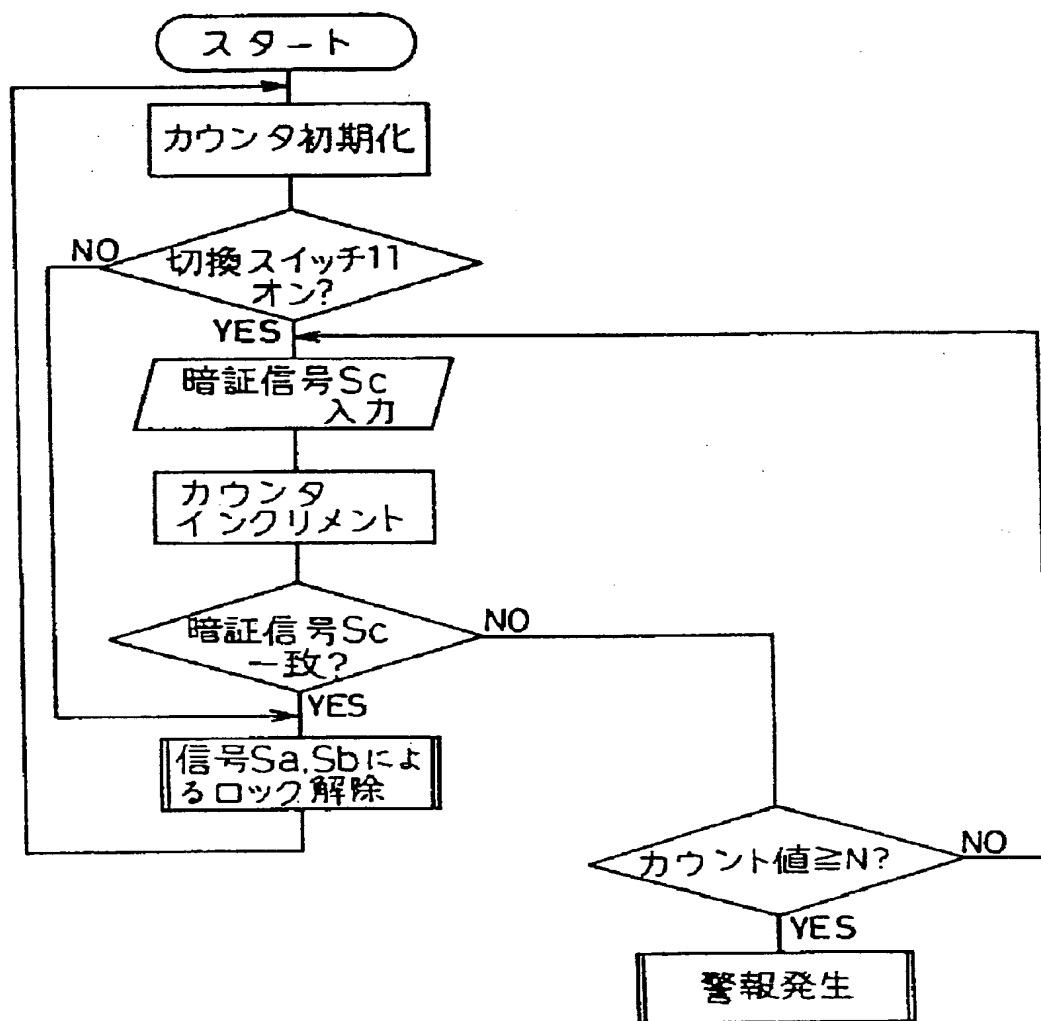 スタート
カウンタ初期化
NO
切換スイッチ11
オン?
YES
暗証信号Sc
入力
カウンタ
インクリメント
暗証信号Sc
一致?
NO
YES
信号Sa,Sbによ
るロック解除
カウント値≧N?
NO
YES
警報発生